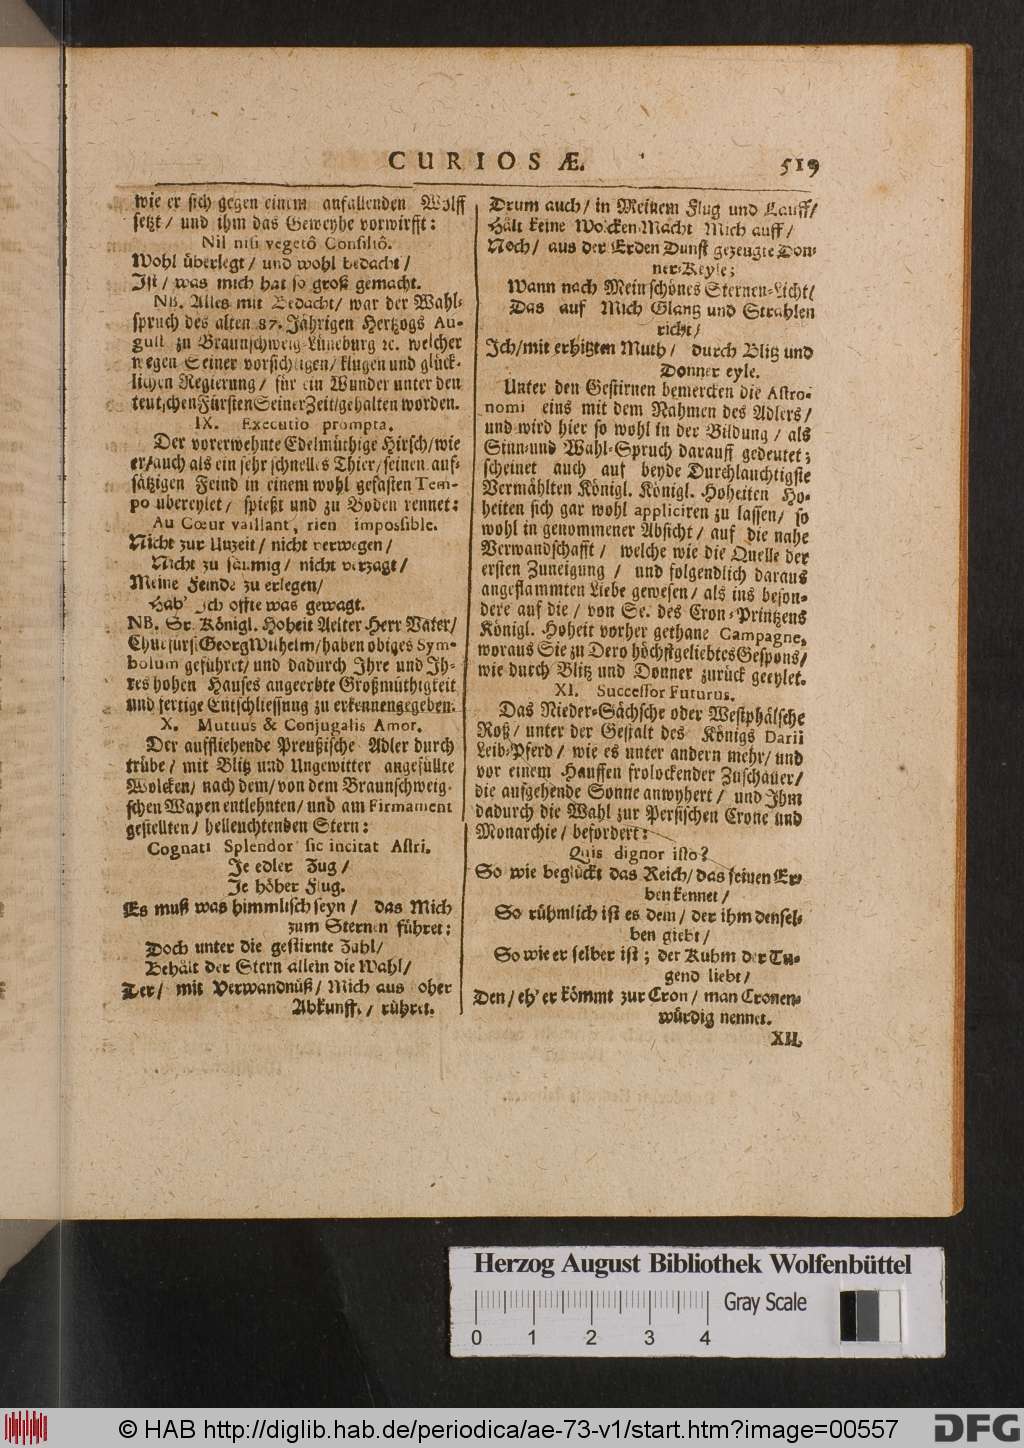 CURIOSÆ. 519
wie er sich gegen einem anfallenden Wolff
setzt/ und ihm das Geweyhe vorwirfft:
Nil nisi vegetô Consiliô.
Wohl überlegt/ und wohl bedacht/
Ist/ was mich hat so groß gemacht.
NB. Alles mit Bedacht/ war der Wahl-
spruch des alten 87. Jährigen Hertzogs Au-
gusti zu Braunschweig-Lüneburg ꝛc. welcher
wegen Seiner vorsichtigen/ klugen und glück-
lichen Regierung/ für ein Wunder unter den
teutschen Fürsten Seiner Zeit/ gehalten worden.
IX. Executio prompta.
Der vorerwehnte Edelmüthige Hirsch/ wie
er/ auch als ein sehr schnelles Thier/ seinen auf-
sätzigen Feind in einem wohl gefasten Tem-
po übereylet/ spießt und zu Boden rennet:
Au Cœur vaillant, rien impossible.
Nicht zur Unzeit/ nicht verwegen/
Nicht zu säumig/ nicht verzagt/
Meine Feinde zu erlegen/
Hab' Ich offte was gewagt.
NB. Sr. Königl. Hoheit Aelter Herr Vater/
Churfürst Georg Wilhelm/ haben obiges Sym-
bolum geführet/ und dadurch Ihre und Ih-
res hohen Hauses angeerbte Großmüthigkeit
und fertige Entschliessung zu erkennen gegeben.
X. Mutuus & Conjugalis Amor.
Der auffliehende Preußische Adler durch
trübe/ mit Blitz und Ungewitter angefüllte
Wolcken/ nach dem/ von dem Braunschweig-
schen Wapen entlehnten/ und am Firmament
gestellten/ helleuchtenden Stern:
Cognati Splendor sic incitat Astri.
Je edler Zug/
Je höher Flug.
Es muß was himmlisch seyn/ das Mich
zum Sternen führet:
Doch unter die gestirnte Zahl/
Behält der Stern allein die Wahl/
Der/ mit Verwandnüß/ Mich aus oher
Abkunfft/ rühret.
Drum auch/ in Meinem Flug und Lauff/
Hält keine Wolcken-Macht Mich auff/
Noch/ aus der Erden Dunst gezeugte Don-
ner-Keyle;
Wann nach Mein schönes Sternen-Licht/
Das auf Mich Glantz und Strahlen
richt/
Ich/ mit erhitzten Muth/ durch Blitz und
Donner eyle.
Unter den Gestirnen bemercken die Astro-
nomi eins mit dem Nahmen des Adlers/
und wird hier so wohl in der Bildung/ als
Sinn-und Wahl-Spruch darauff gedeutet;
scheinet auch auf beyde Durchlauchtigste
Vermählten Königl. Königl. Hoheiten Ho-
heiten sich gar wohl appliciren zu lassen/ so
wohl in genommener Absicht/ auf die nahe
Verwandschafft/ welche wie die Quelle der
ersten Zuneigung/ und folgendlich daraus
angeflammten Liebe gewesen/ als ins beson-
dere auf die/ von Se. des Cron-Printzens
Königl. Hoheit vorher gethane Campagne,
woraus Sie zu Dero höchstgeliebtes Gespons/
wie durch Blitz und Donner zurück geeylet.
XI. Successor Futurus.
Das Nieder-Sächsche oder Westphälsche
Roß/ unter der Gestalt des Königs Darii
Leib-Pferd/ wie es unter andern mehr/ und
vor einem Hauffen frolockender Zuschauer/
die aufgehende Sonne anwyhert/ und Ihm
dadurch die Wahl zur Persischen Crone und
Monarchie/ befördert:
Quis dignor isto?
So wie beglückt das Reich/ das seinen Er-
ben kennet/
So rühmlich ist es dem/ der ihm densel-
ben giebt/
So wie er selber ist; der Ruhm der Tu-
gend liebt/
Den/ eh' er kömmt zur Cron/ man Cronen-
würdig nennet.
XII.
Herzog August Bibliothek Wolfenbüttel
Gray Scale
0 1 2 3 4
© HAB http://diglib.hab.de/periodica/ae-73-v1/start.htm?image=00557
DFG